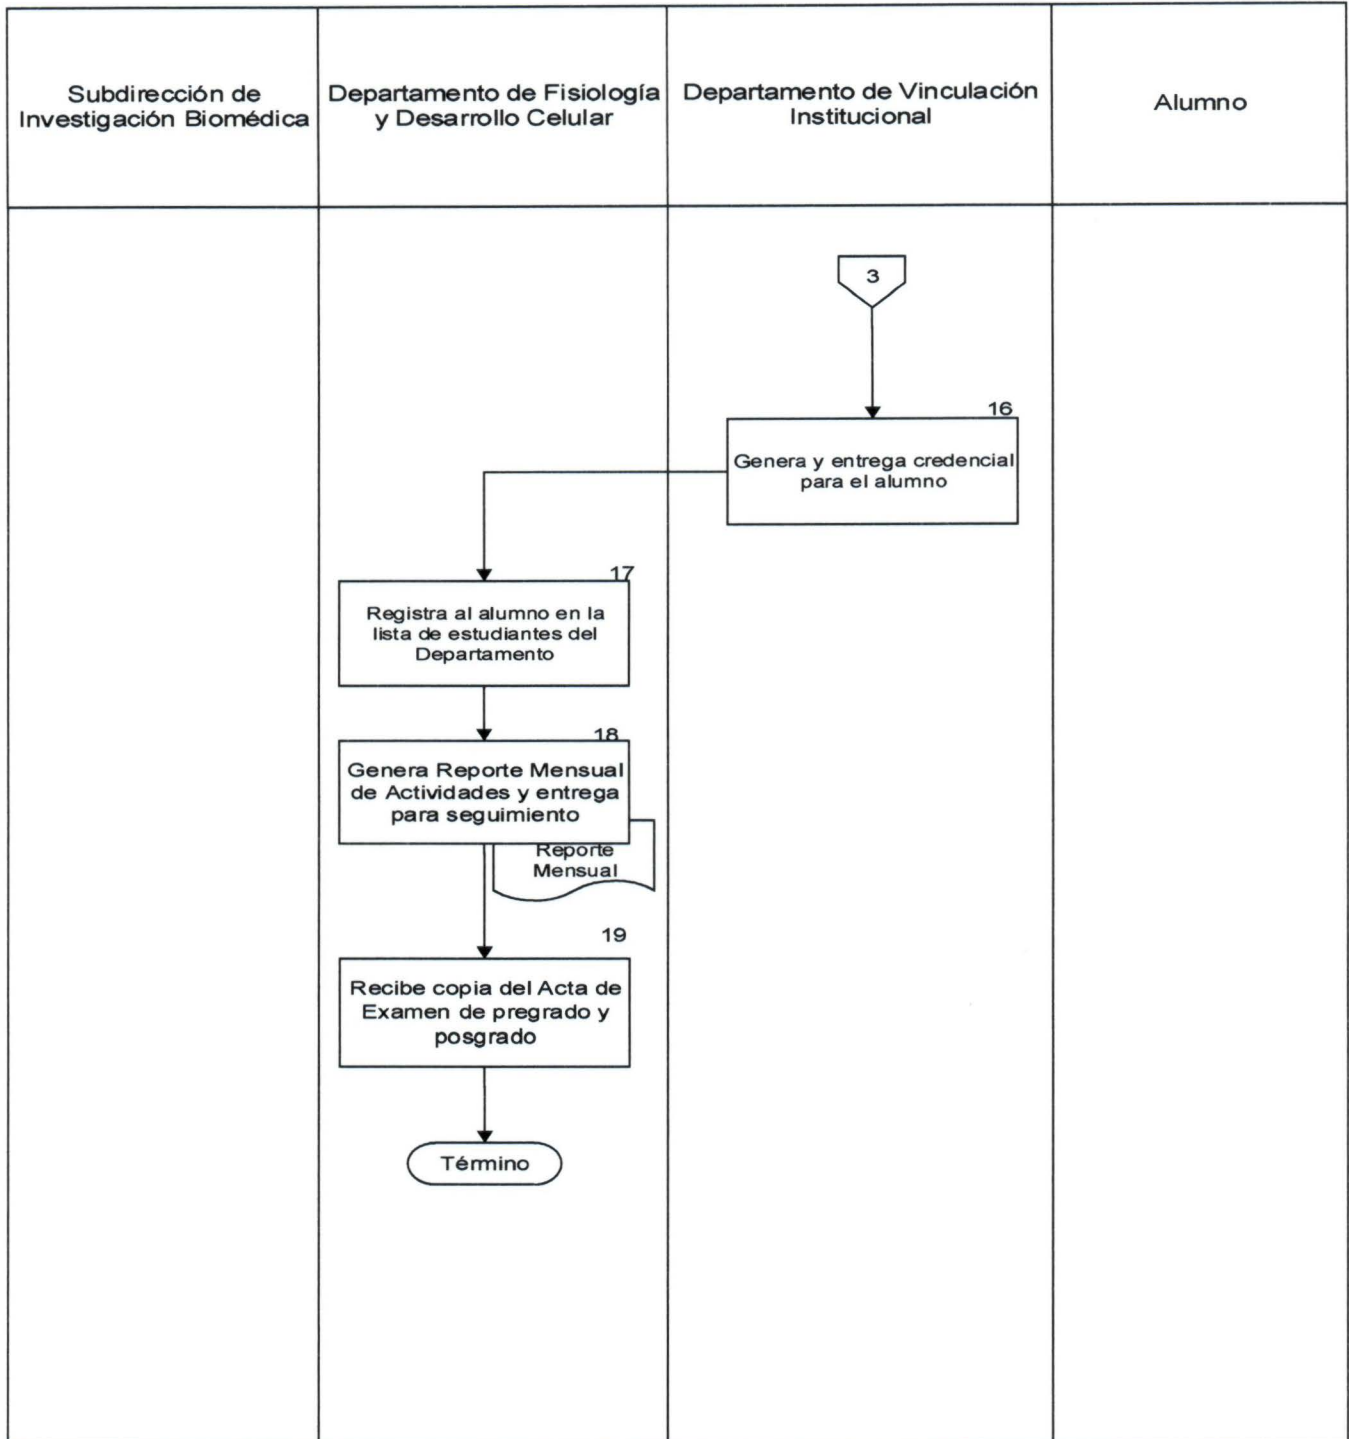 Subdirección de
Investigación Biomédica
Departamento de Fisiología
y Desarrollo Celular
Departamento de Vinculación
Institucional
Alumno
3
16
Genera y entrega credencial
para el alumno
17
Registra al alumno en la
lista de estudiantes del
Departamento
18
Genera Reporte Mensual
de Actividades y entrega
para seguimiento
Reporte
Mensual
19
Recibe copia del Acta de
Examen de pregrado y
posgrado
Término